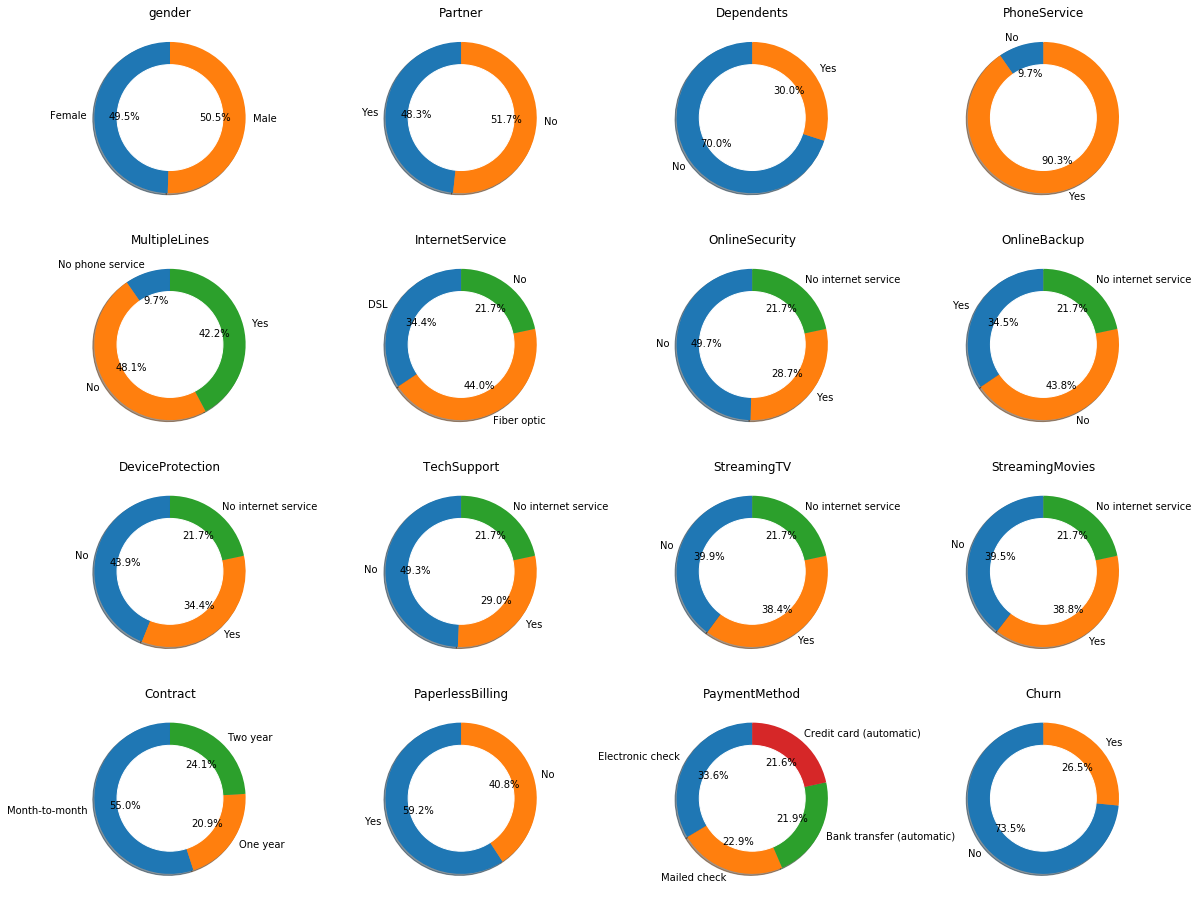 gender
Partner
Dependents
PhoneService
Female
49.5%
50.5%
Male
Yes
48.3%
51.7%
No
Yes
30.0%
70.0%
No
No
9.7%
90.3%
Yes
MultipleLines
InternetService
OnlineSecurity
OnlineBackup
No phone service
9.7%
Yes
42.2%
48.1%
No
No
21.7%
DSL
34.4%
44.0%
Fiber optic
No internet service
21.7%
No
49.7%
28.7%
Yes
No internet service
21.7%
Yes
34.5%
43.8%
No
DeviceProtection
TechSupport
StreamingTV
StreamingMovies
No internet service
21.7%
No
43.9%
34.4%
Yes
No internet service
21.7%
No
49.3%
29.0%
Yes
No internet service
21.7%
No
39.9%
38.4%
Yes
No internet service
21.7%
No
39.5%
38.8%
Yes
Contract
PaperlessBilling
PaymentMethod
Churn
Two year
24.1%
Month-to-month
55.0%
20.9%
One year
No
40.8%
59.2%
Yes
Credit card (automatic)
Electronic check
21.6%
33.6%
21.9%
Bank transfer (automatic)
22.9%
Mailed check
Yes
26.5%
73.5%
No